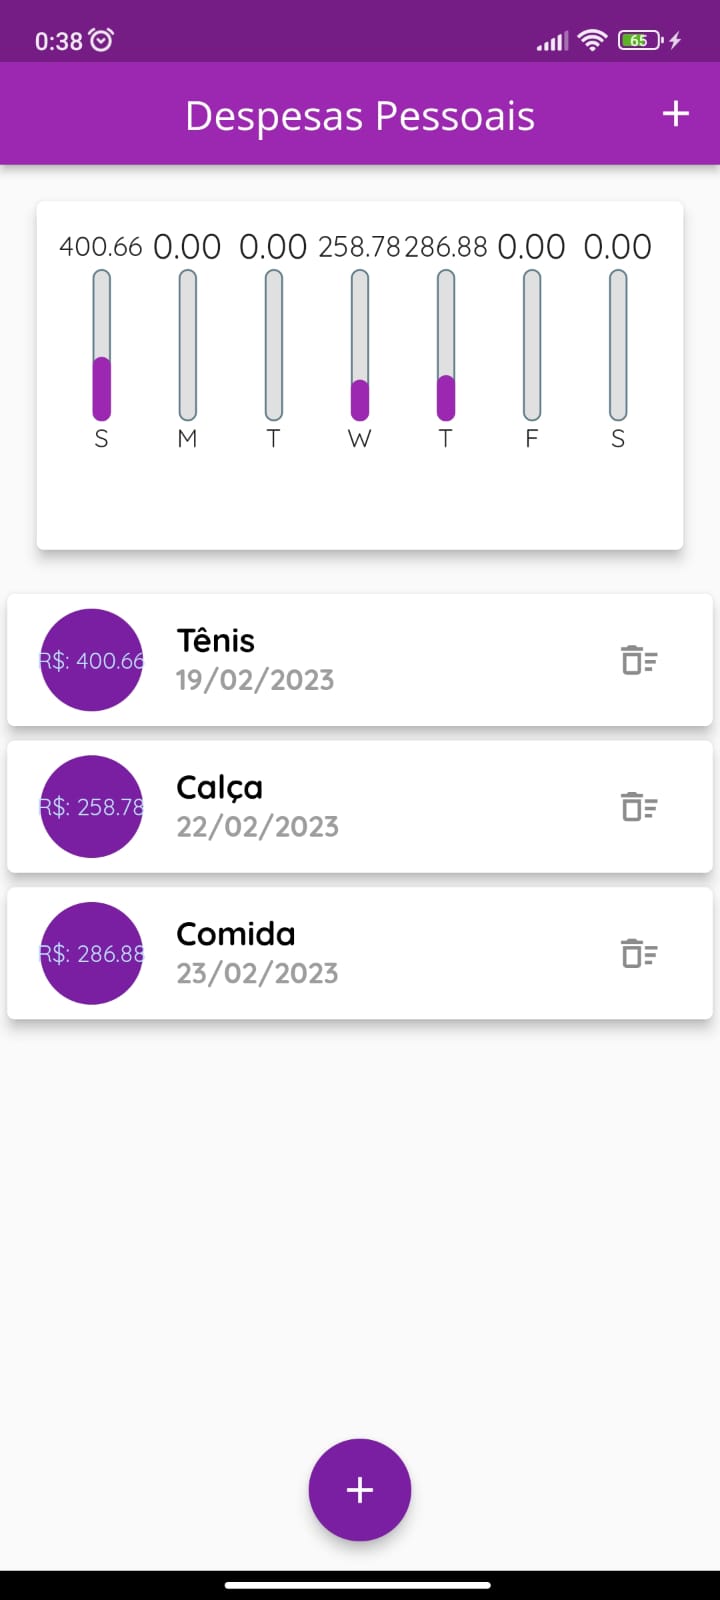 0:38 65
Despesas Pessoais +
400.66 0.00 0.00 258.78 286.88 0.00 0.00
S M T W T F S
R$: 400.66
Tênis
19/02/2023
R$: 258.78
Calça
22/02/2023
R$: 286.88
Comida
23/02/2023
+